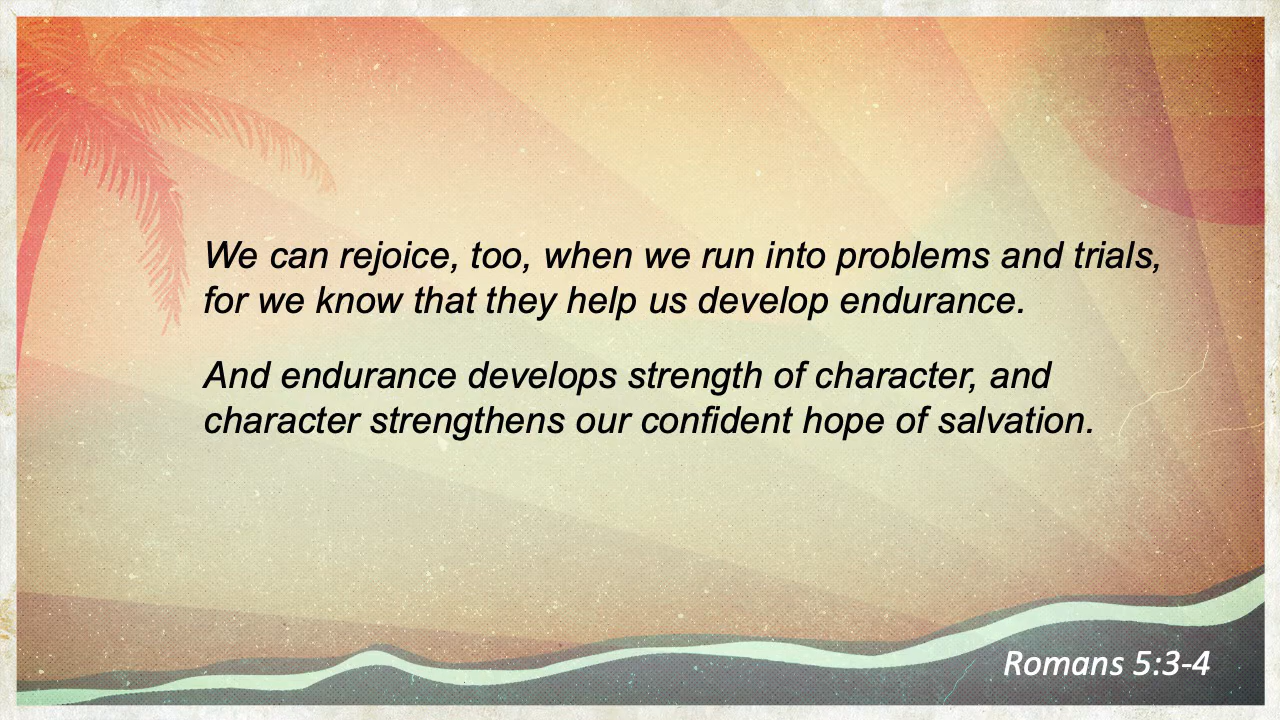 We can rejoice, too, when we run into problems and trials,
for we know that they help us develop endurance.
And endurance develops strength of character, and
character strengthens our confident hope of salvation.
Romans 5:3-4